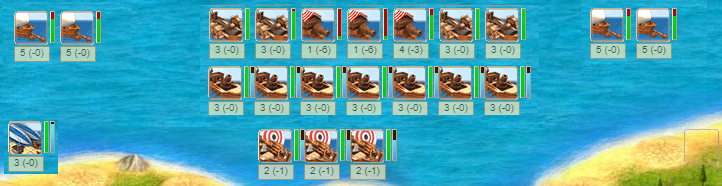 3 (-0) 3 (-0) 1 (-6) 1 (-6) 4 (-3) 3 (-0) 3 (-0)
5 (-0) 5 (-0) 5 (-0) 5 (-0)
3 (-0) 3 (-0) 3 (-0) 3 (-0) 3 (-0) 3 (-0) 3 (-0)
3 (-0)
2 (-1) 2 (-1) 2 (-1)